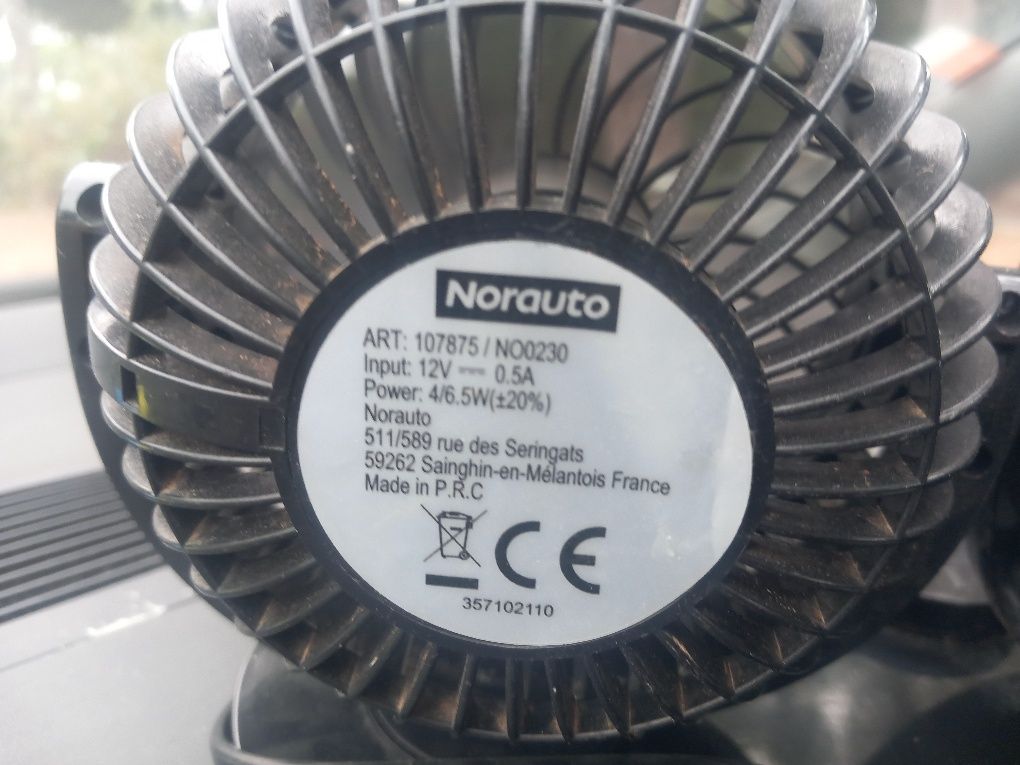 Norauto
ART: 107875 / NO0230
Input: 12V ⎓ 0.5A
Power: 4/6.5W(±20%)
Norauto
511/589 rue des Seringats
59262 Sainghin-en-Mélantois France
Made in P.R.C
CE
357102110